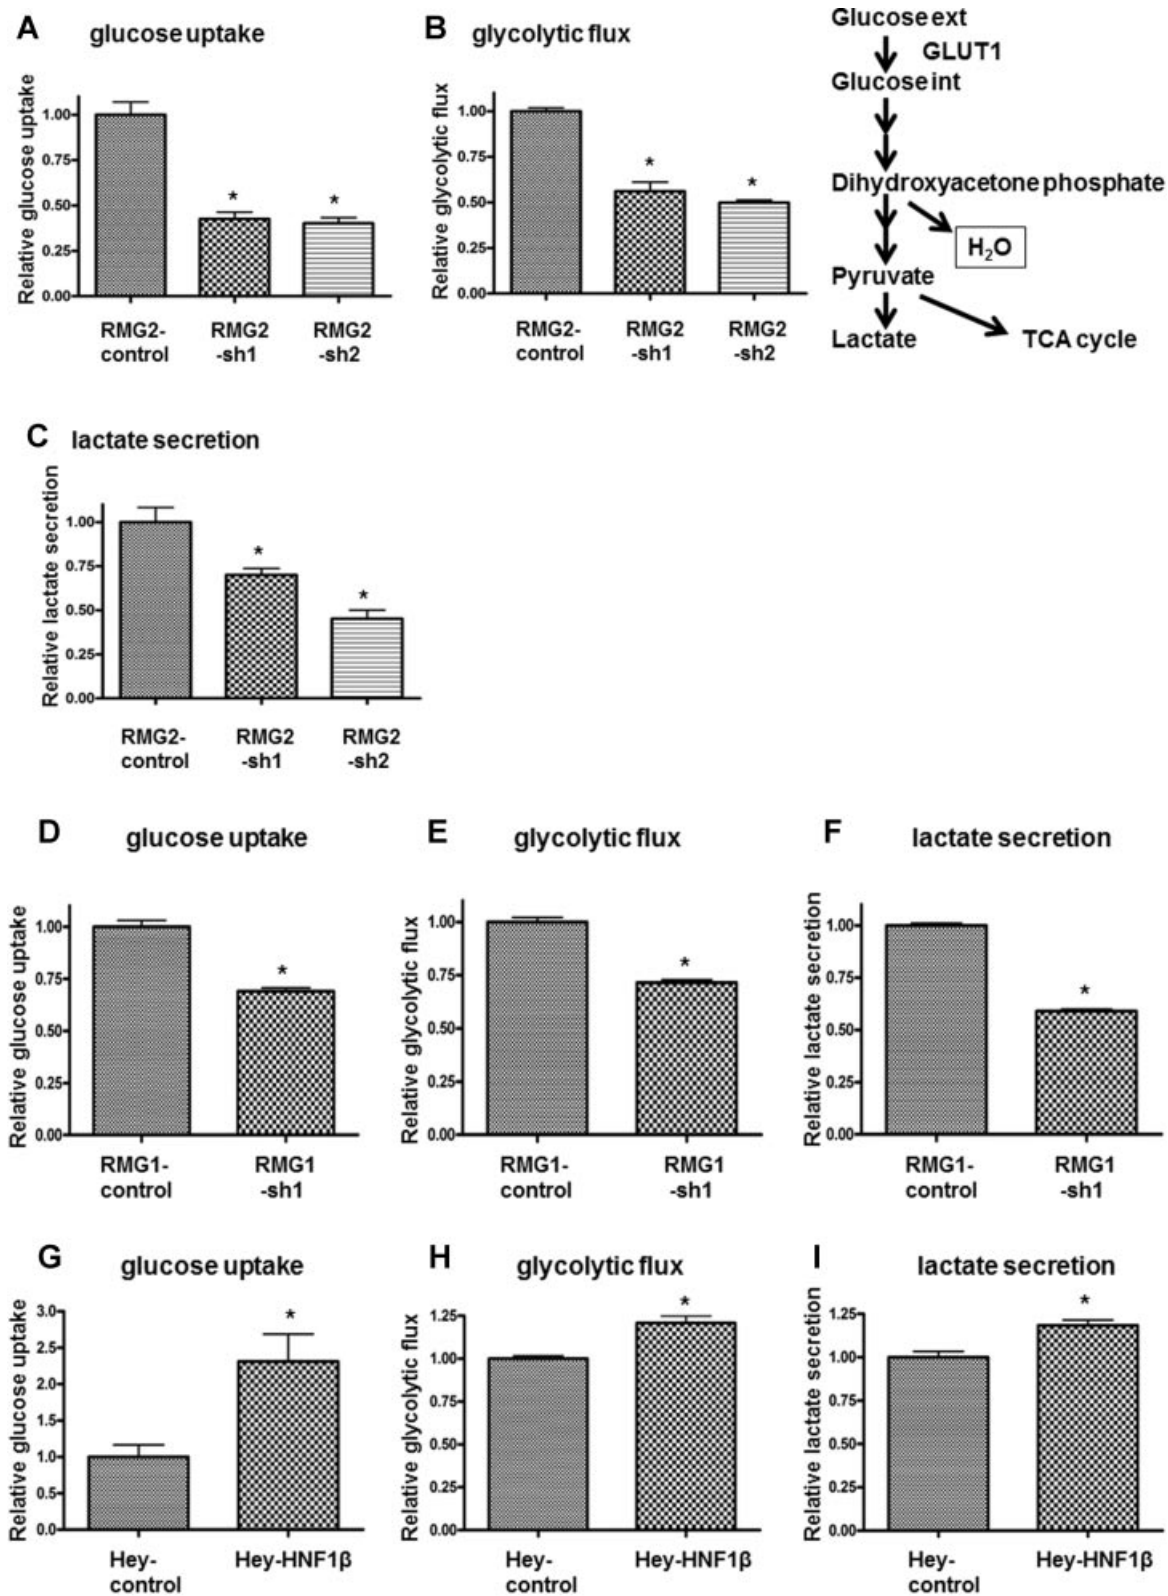 A glucose uptake
Relative glucose uptake
1.00
0.75
0.50
0.25
0.00
*
*
RMG2-
control
RMG2
-sh1
RMG2
-sh2
B glycolytic flux
Relative glycolytic flux
1.00
0.75
0.50
0.25
0.00
*
*
RMG2-
control
RMG2
-sh1
RMG2
-sh2
Glucose ext
GLUT1
Glucose int
Dihydroxyacetone phosphate
H₂O
Pyruvate
Lactate
TCA cycle
C lactate secretion
Relative lactate secretion
1.00
0.75
0.50
0.25
0.00
*
*
RMG2-
control
RMG2
-sh1
RMG2
-sh2
D glucose uptake
Relative glucose uptake
1.00
0.75
0.50
0.25
0.00
*
RMG1-
control
RMG1
-sh1
E glycolytic flux
Relative glycolytic flux
1.00
0.75
0.50
0.25
0.00
*
RMG1-
control
RMG1
-sh1
F lactate secretion
Relative lactate secretion
1.00
0.75
0.50
0.25
0.00
*
RMG1-
control
RMG1
-sh1
G glucose uptake
Relative glucose uptake
3.0
2.5
2.0
1.5
1.0
0.5
0.0
*
Hey-
control
Hey-HNF1β
H glycolytic flux
Relative glycolytic flux
1.25
1.00
0.75
0.50
0.25
0.00
*
Hey-
control
Hey-HNF1β
I lactate secretion
Relative lactate secretion
1.25
1.00
0.75
0.50
0.25
0.00
*
Hey-
control
Hey-HNF1β